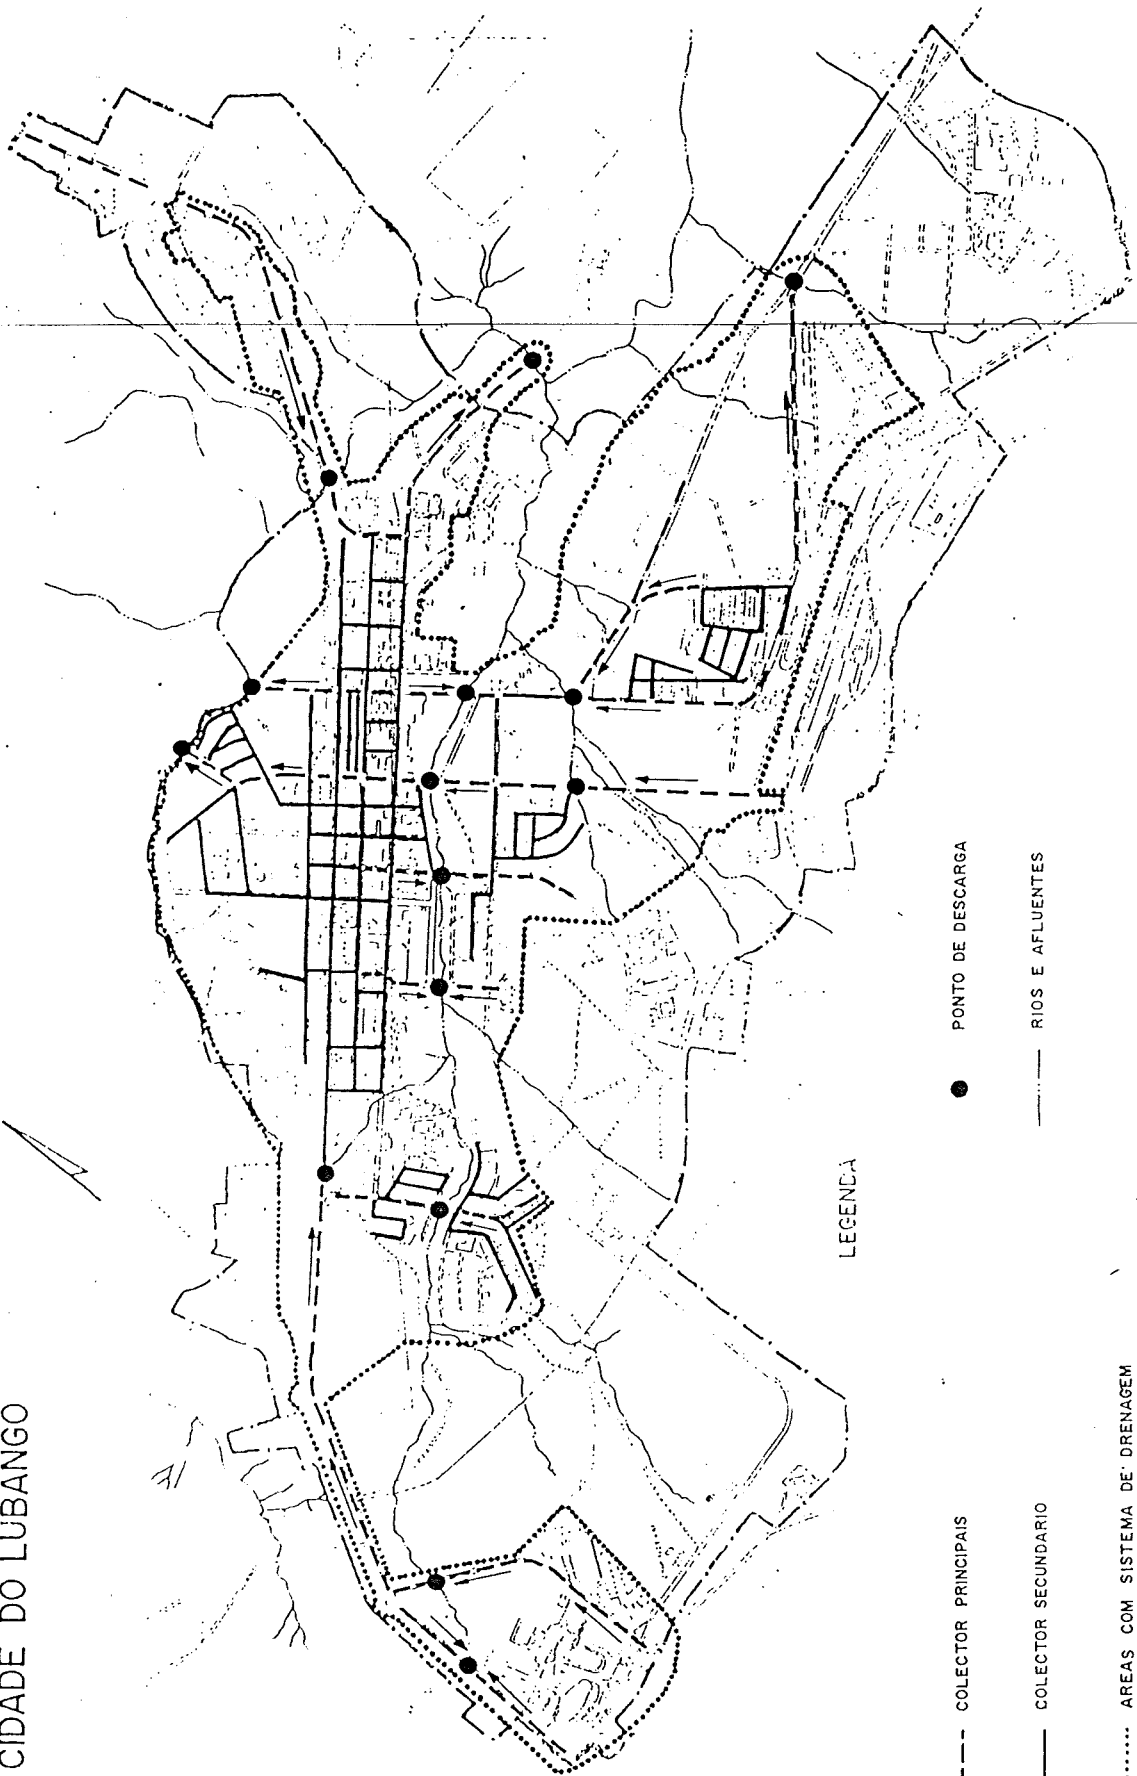 CIDADE DO LUBANGO
LEGENDA
COLECTOR PRINCIPAIS
COLECTOR SECUNDARIO
AREAS COM SISTEMA DE DRENAGEM
PONTO DE DESCARGA
RIOS E AFLUENTES